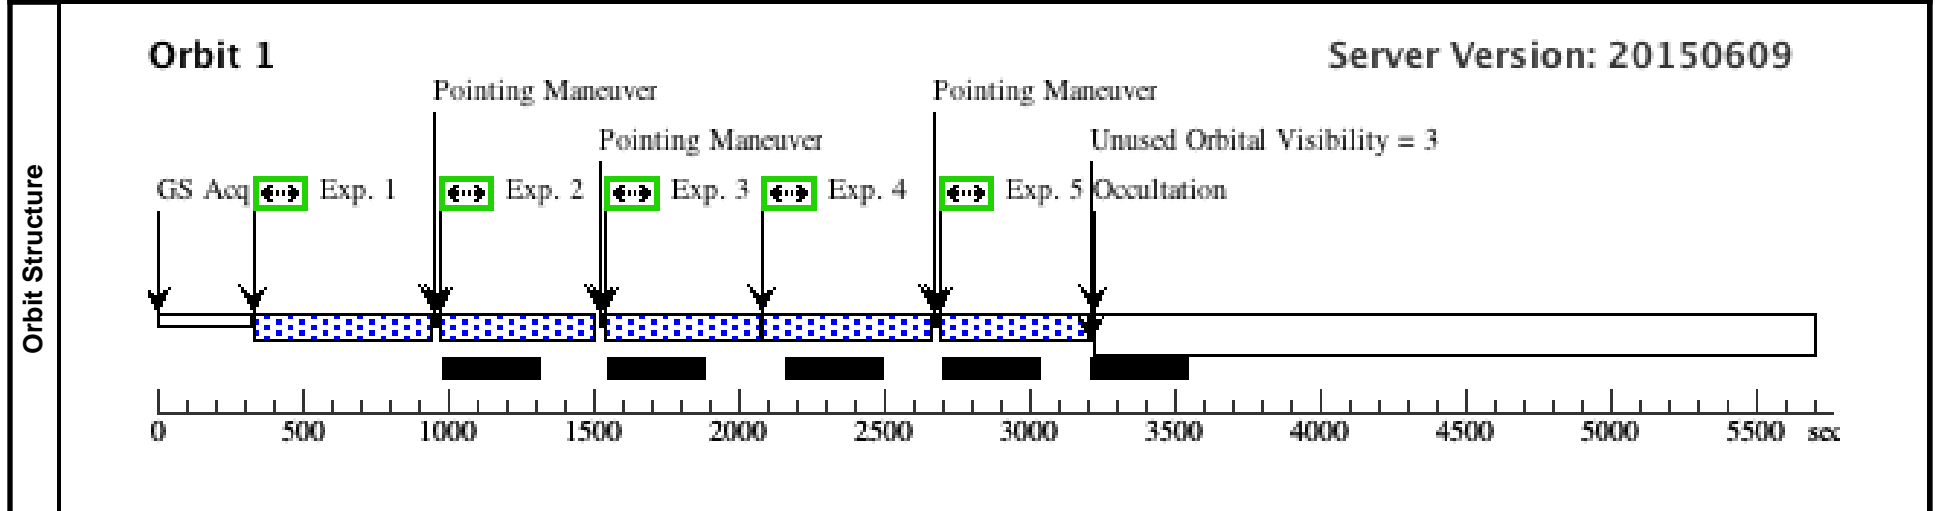 Orbit Structure
Orbit 1 Server Version: 20150609
Pointing Maneuver Pointing Maneuver
Pointing Maneuver Unused Orbital Visibility = 3
GS Acq Exp. 1 Exp. 2 Exp. 3 Exp. 4 Exp. 5 Occultation
0 500 1000 1500 2000 2500 3000 3500 4000 4500 5000 5500 sec